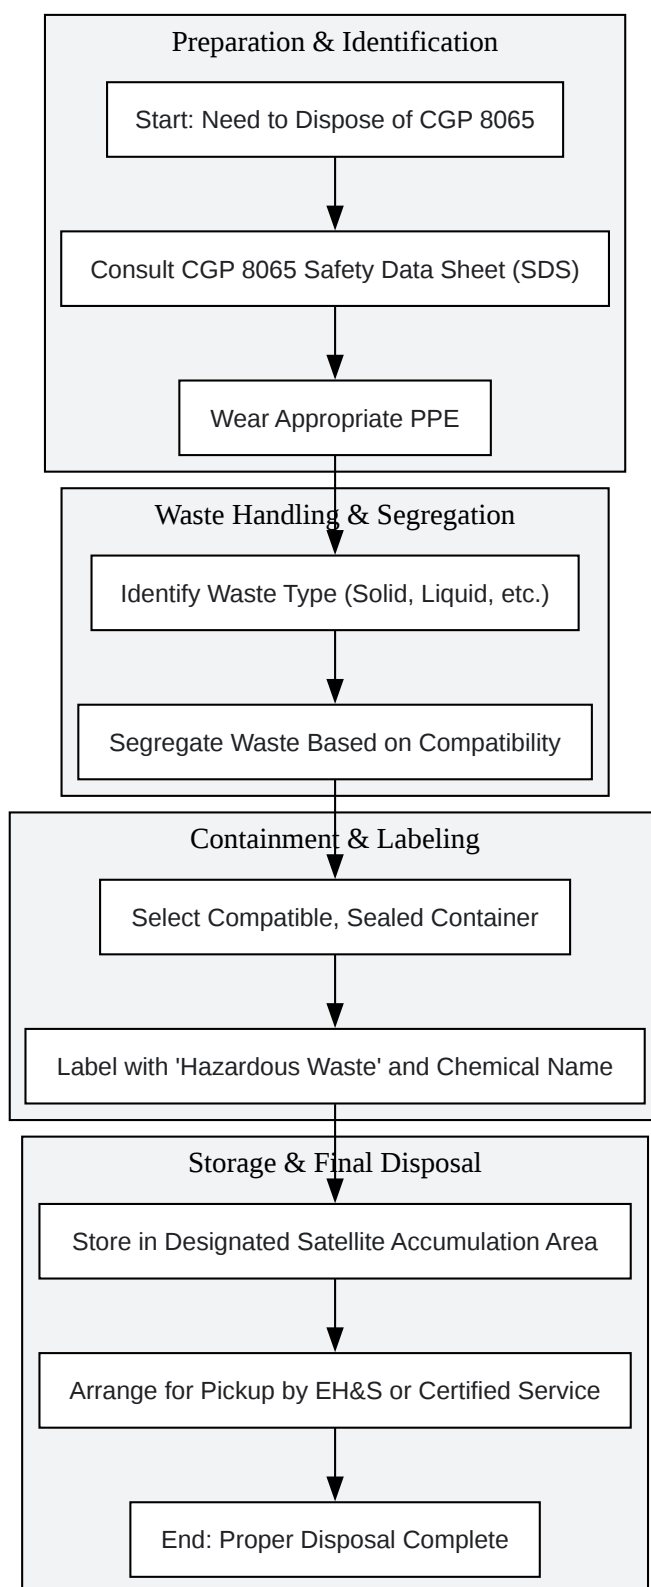 Preparation & Identification
Start: Need to Dispose of CGP 8065
Consult CGP 8065 Safety Data Sheet (SDS)
Wear Appropriate PPE
Waste Handling & Segregation
Identify Waste Type (Solid, Liquid, etc.)
Segregate Waste Based on Compatibility
Containment & Labeling
Select Compatible, Sealed Container
Label with 'Hazardous Waste' and Chemical Name
Storage & Final Disposal
Store in Designated Satellite Accumulation Area
Arrange for Pickup by EH&S or Certified Service
End: Proper Disposal Complete